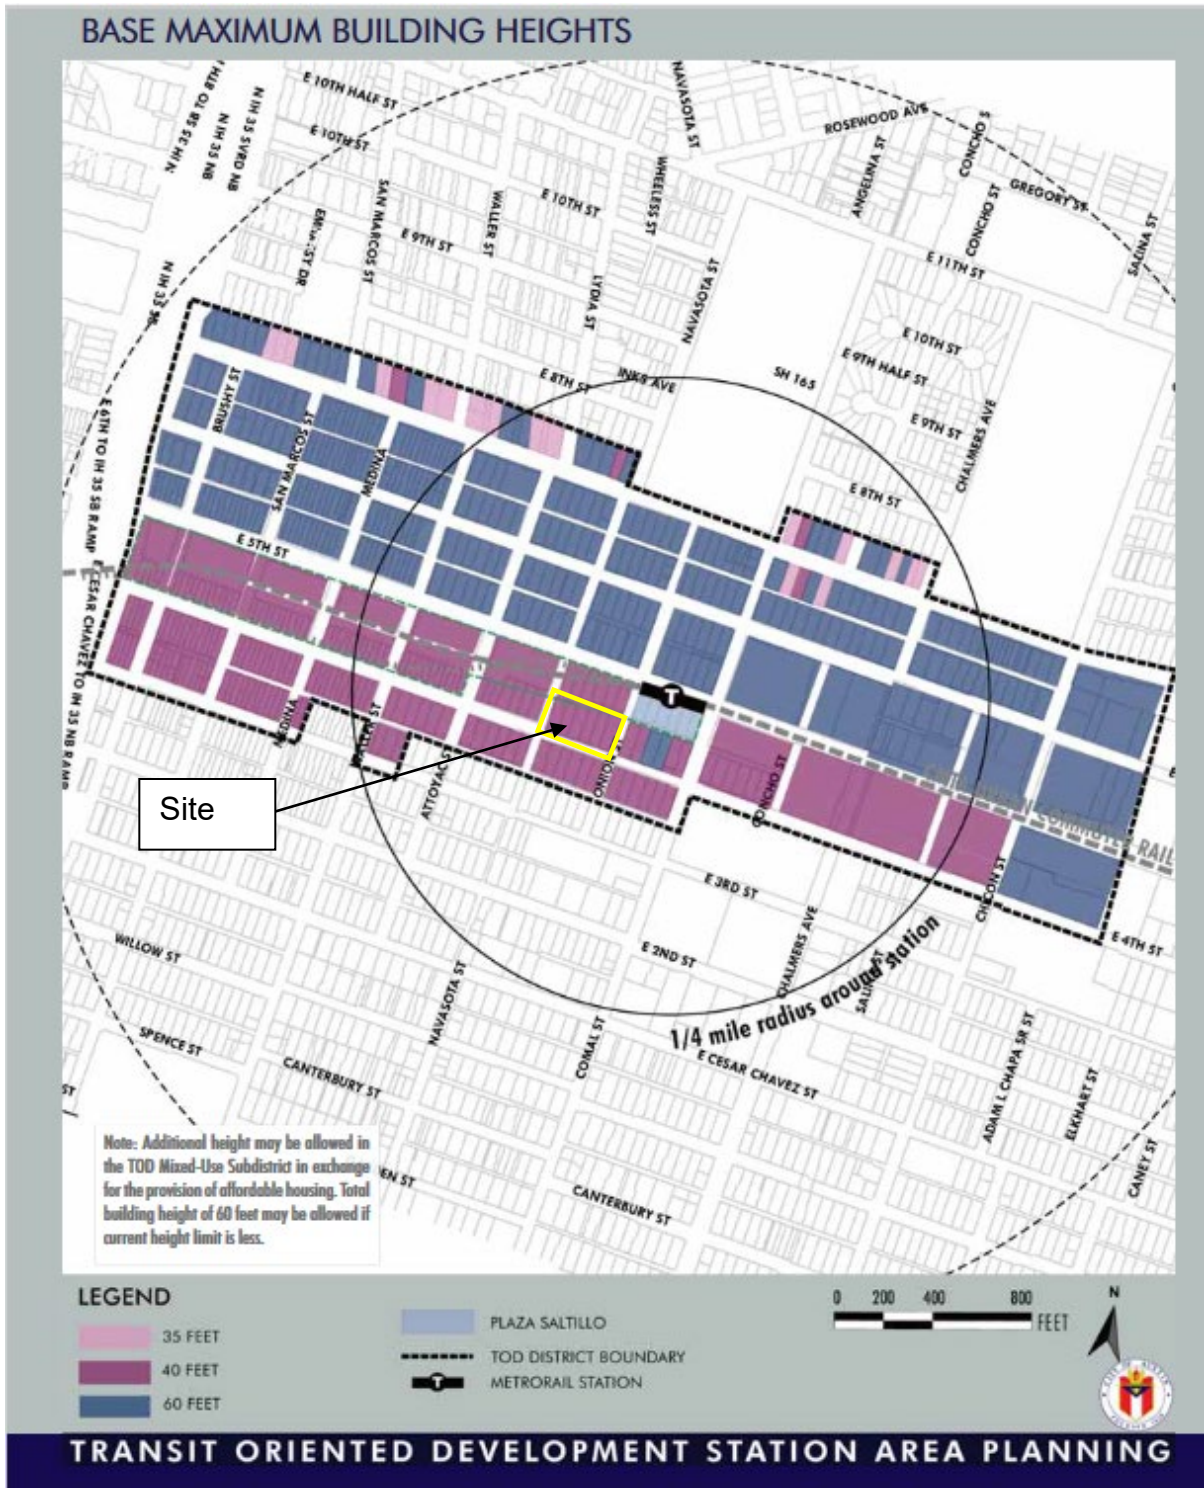 BASE MAXIMUM BUILDING HEIGHTS
E 10TH HALF ST
N IH 35 SB TO 8TH
N IH 35 NB
N IH 35 SVRD NB
E 10TH ST
NAVASOTA ST
ROSEWOOD AVE
ANGELINA ST
CONCHO S
GREGORY ST
CONCHO ST
SALINA ST
SAN MARCOS ST
WALLER ST
E 10TH ST
WHEELESS ST
E 9TH ST
LYDIA ST
NAVASOTA ST
E 11TH ST
E 10TH ST
E 9TH HALF ST
E 9TH ST
CHALMERS AVE
SH 165
INKS AVE
E 8TH ST
E 8TH ST
BRUSHY ST
SAN MARCOS ST
MEDINA
E 5TH ST
E 6TH TO IH 35 SB RAMP
E CESAR CHAVEZ TO IH 35 NB RAMP
T
MEDINA
ATTOYAC ST
CONCHO ST
COMMUTER RAIL
Site
E 3RD ST
E 2ND ST
CHALMERS AVE
CHICON ST
E 4TH ST
1/4 mile radius around station
WILLOW ST
SPENCE ST
NAVASOTA ST
CANTERBURY ST
COMAL ST
E CESAR CHAVEZ ST
ADAM L CHAPA SR ST
ELKHART ST
CANEY ST
CANTERBURY ST
ST
EN ST
Note: Additional height may be allowed in
the TOD Mixed-Use Subdistrict in exchange
for the provision of affordable housing. Total
building height of 60 feet may be allowed if
current height limit is less.
LEGEND
35 FEET
40 FEET
60 FEET
PLAZA SALTILLO
TOD DISTRICT BOUNDARY
T
METRORAIL STATION
0 200 400 800
FEET
N
TRANSIT ORIENTED DEVELOPMENT STATION AREA PLANNING